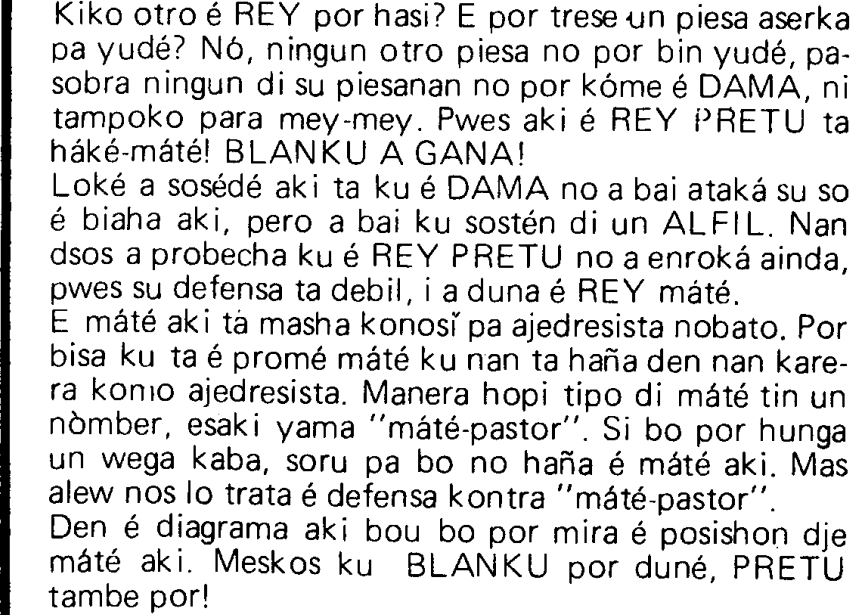 Kiko otro é REY por hasi? E por trese un piesa aserka
pa yudé? Nó, ningun otro piesa no por bin yudé, pa-
sobra ningun di su piesanan no por kóme é DAMA, ni
tampoko para mey-mey. Pwes aki é REY PRETU ta
háké-máté! BLANKU A GANA!
Loké a sosédé aki ta ku é DAMA no a bai ataká su so
é biaha aki, pero a bai ku sostén di un ALFIL. Nan
dsos a probecha ku é REY PRETU no a enroká ainda,
pwes su defensa ta debil, i a duna é REY máté.
E máté aki ta masha konosí pa ajedresista nobato. Por
bisa ku ta é promé máté ku nan ta haña den nan kare-
ra komo ajedresista. Manera hopi tipo di máté tin un
nòmber, esaki yama "máté-pastor". Si bo por hunga
un wega kaba, soru pa bo no haña é máté aki. Mas
alew nos lo trata é defensa kontra "máté-pastor".
Den é diagrama aki bou bo por mira é posishon dje
máté aki. Meskos ku BLANKU por duné, PRETU
tambe por!